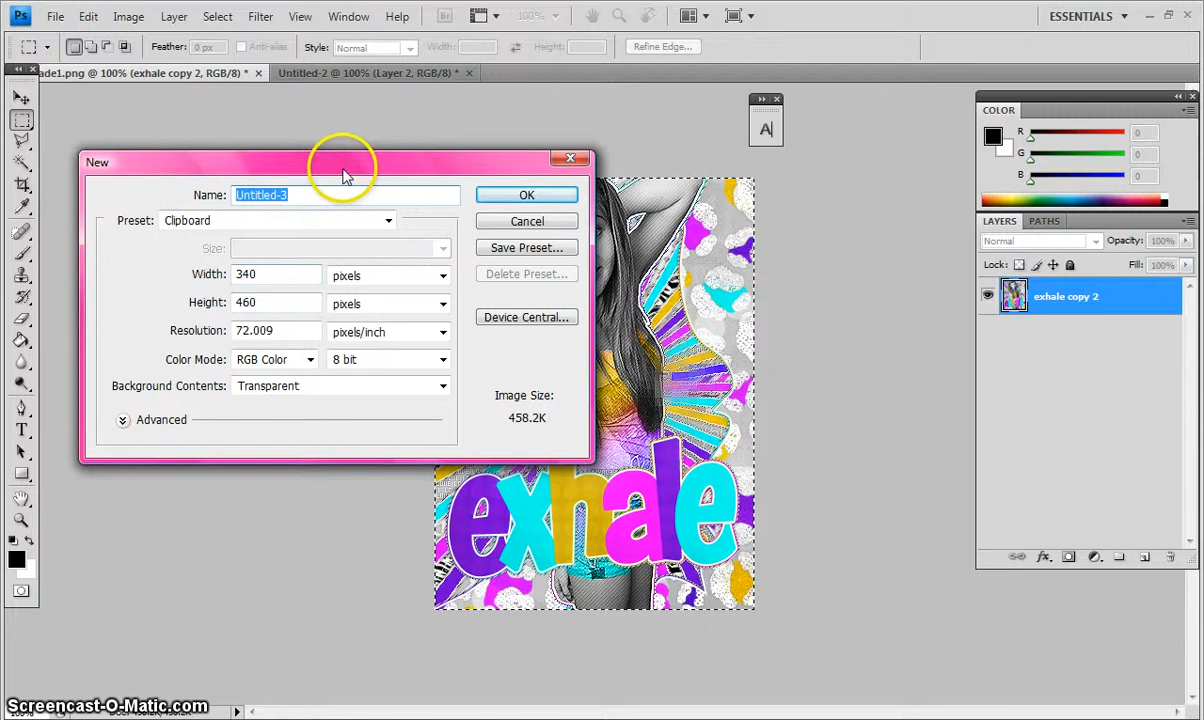 Ps File Edit Image Layer Select Filter View Window Help Br 100% ESSENTIALS
Feather: 0 px Anti-alias Style: Normal Width: Height: Refine Edge...
ade1.png @ 100% (exhale copy 2, RGB/8) * Untitled-2 @ 100% (Layer 2, RGB/8) *
A
COLOR
R 0
G 0
B 0
LAYERS PATHS
Normal Opacity: 100%
Lock: Fill: 100%
exhale copy 2
fx
New
Name: Untitled-3 OK
Preset: Clipboard Cancel
Size: Save Preset...
Width: 340 pixels Delete Preset...
Height: 460 pixels
Device Central...
Resolution: 72.009 pixels/inch
Color Mode: RGB Color 8 bit
Background Contents: Transparent
Image Size:
458.2K
Advanced
T
exhale
Screencast-O-Matic.com